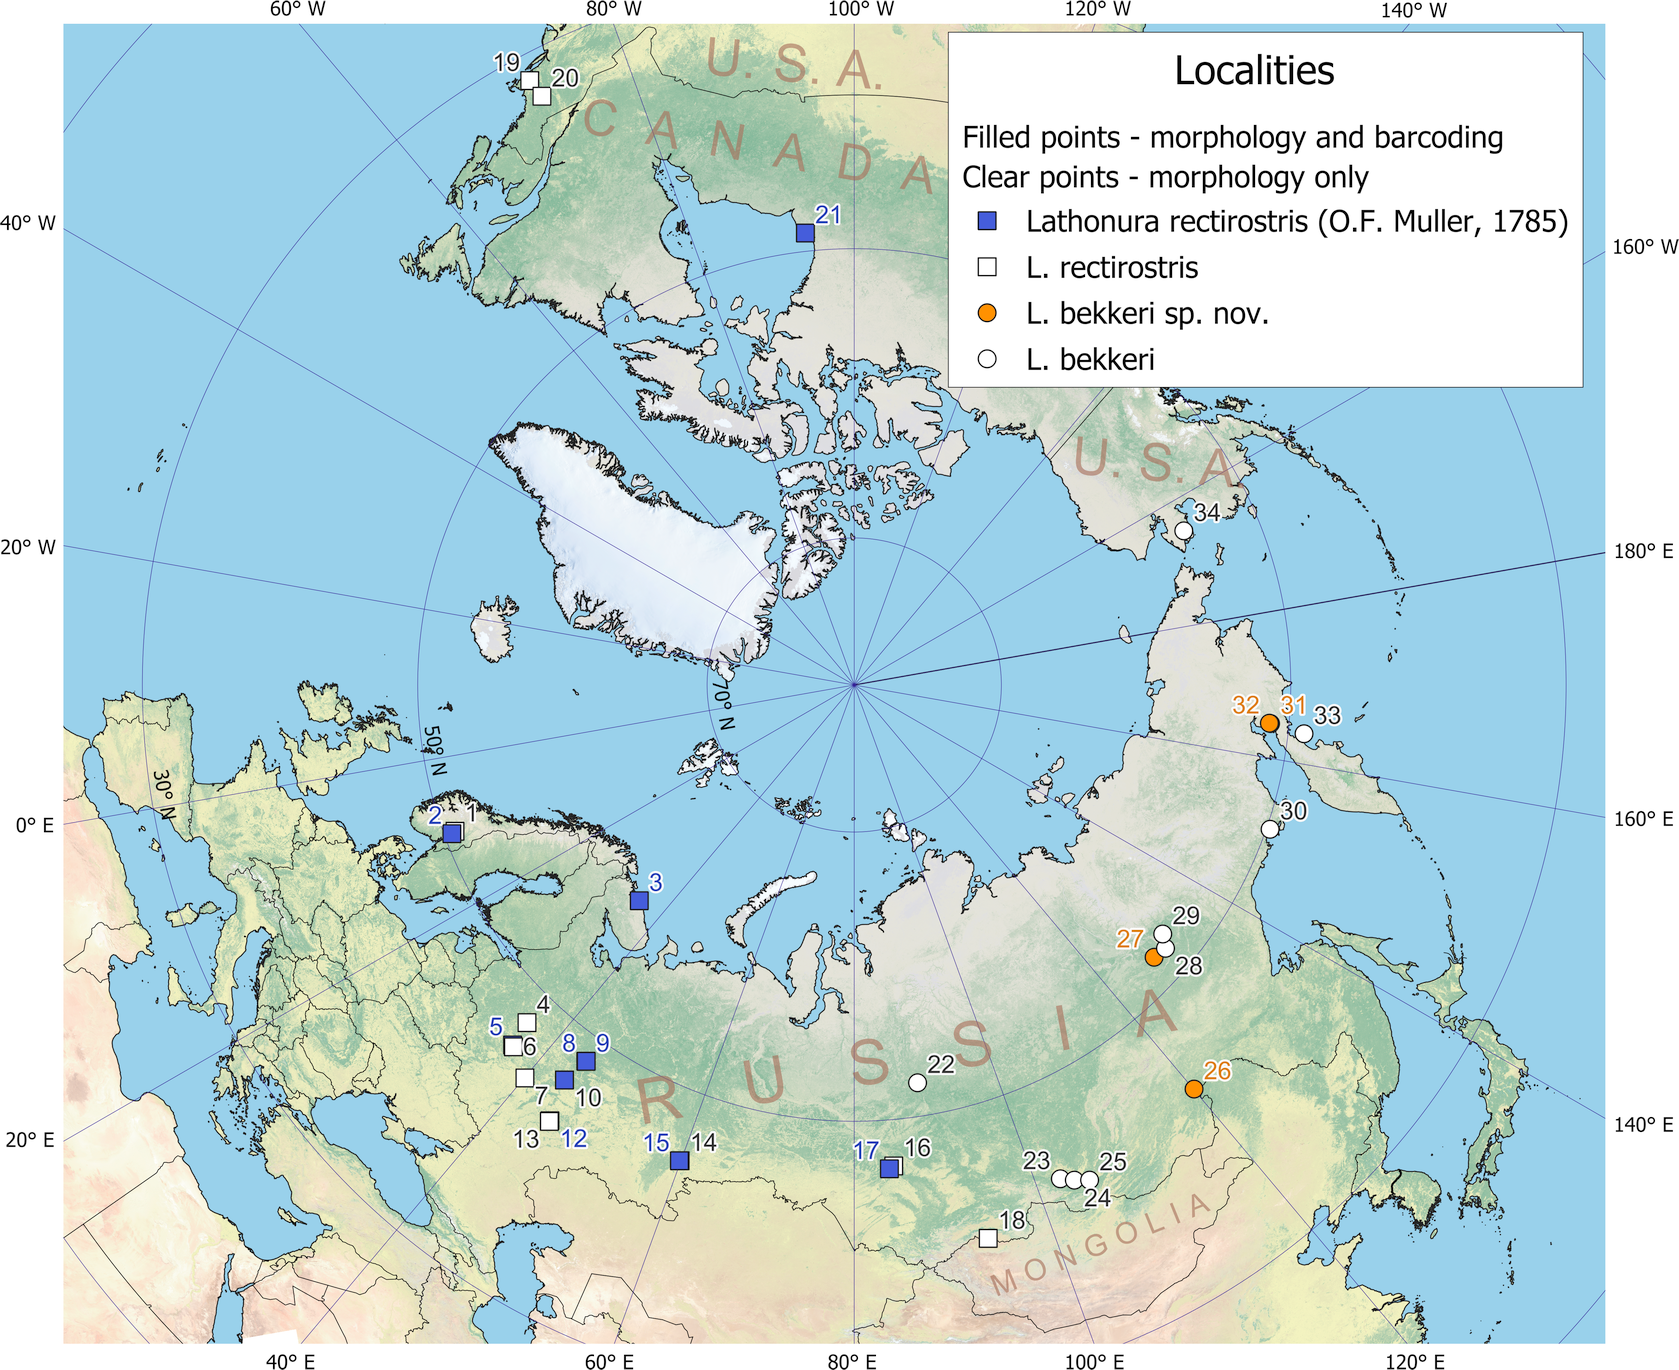 60° W
80° W
100° W
120° W
140° W
U. S. A.
CANADA
Localities
Filled points - morphology and barcoding
Clear points - morphology only
Lathonura rectirostris (O.F. Muller, 1785)
L. rectirostris
L. bekkeri sp. nov.
L. bekkeri
19
20
21
40° W
160° W
U. S. A
34
20° W
180° E
70° N
50° N
30° N
32
31
33
0° E
2
1
30
160° E
3
29
27
28
4
5
6
8
9
7
10
RUSSIA
22
26
13
12
15
14
17
16
23
25
24
20° E
140° E
18
MONGOLIA
40° E
60° E
80° E
100° E
120° E